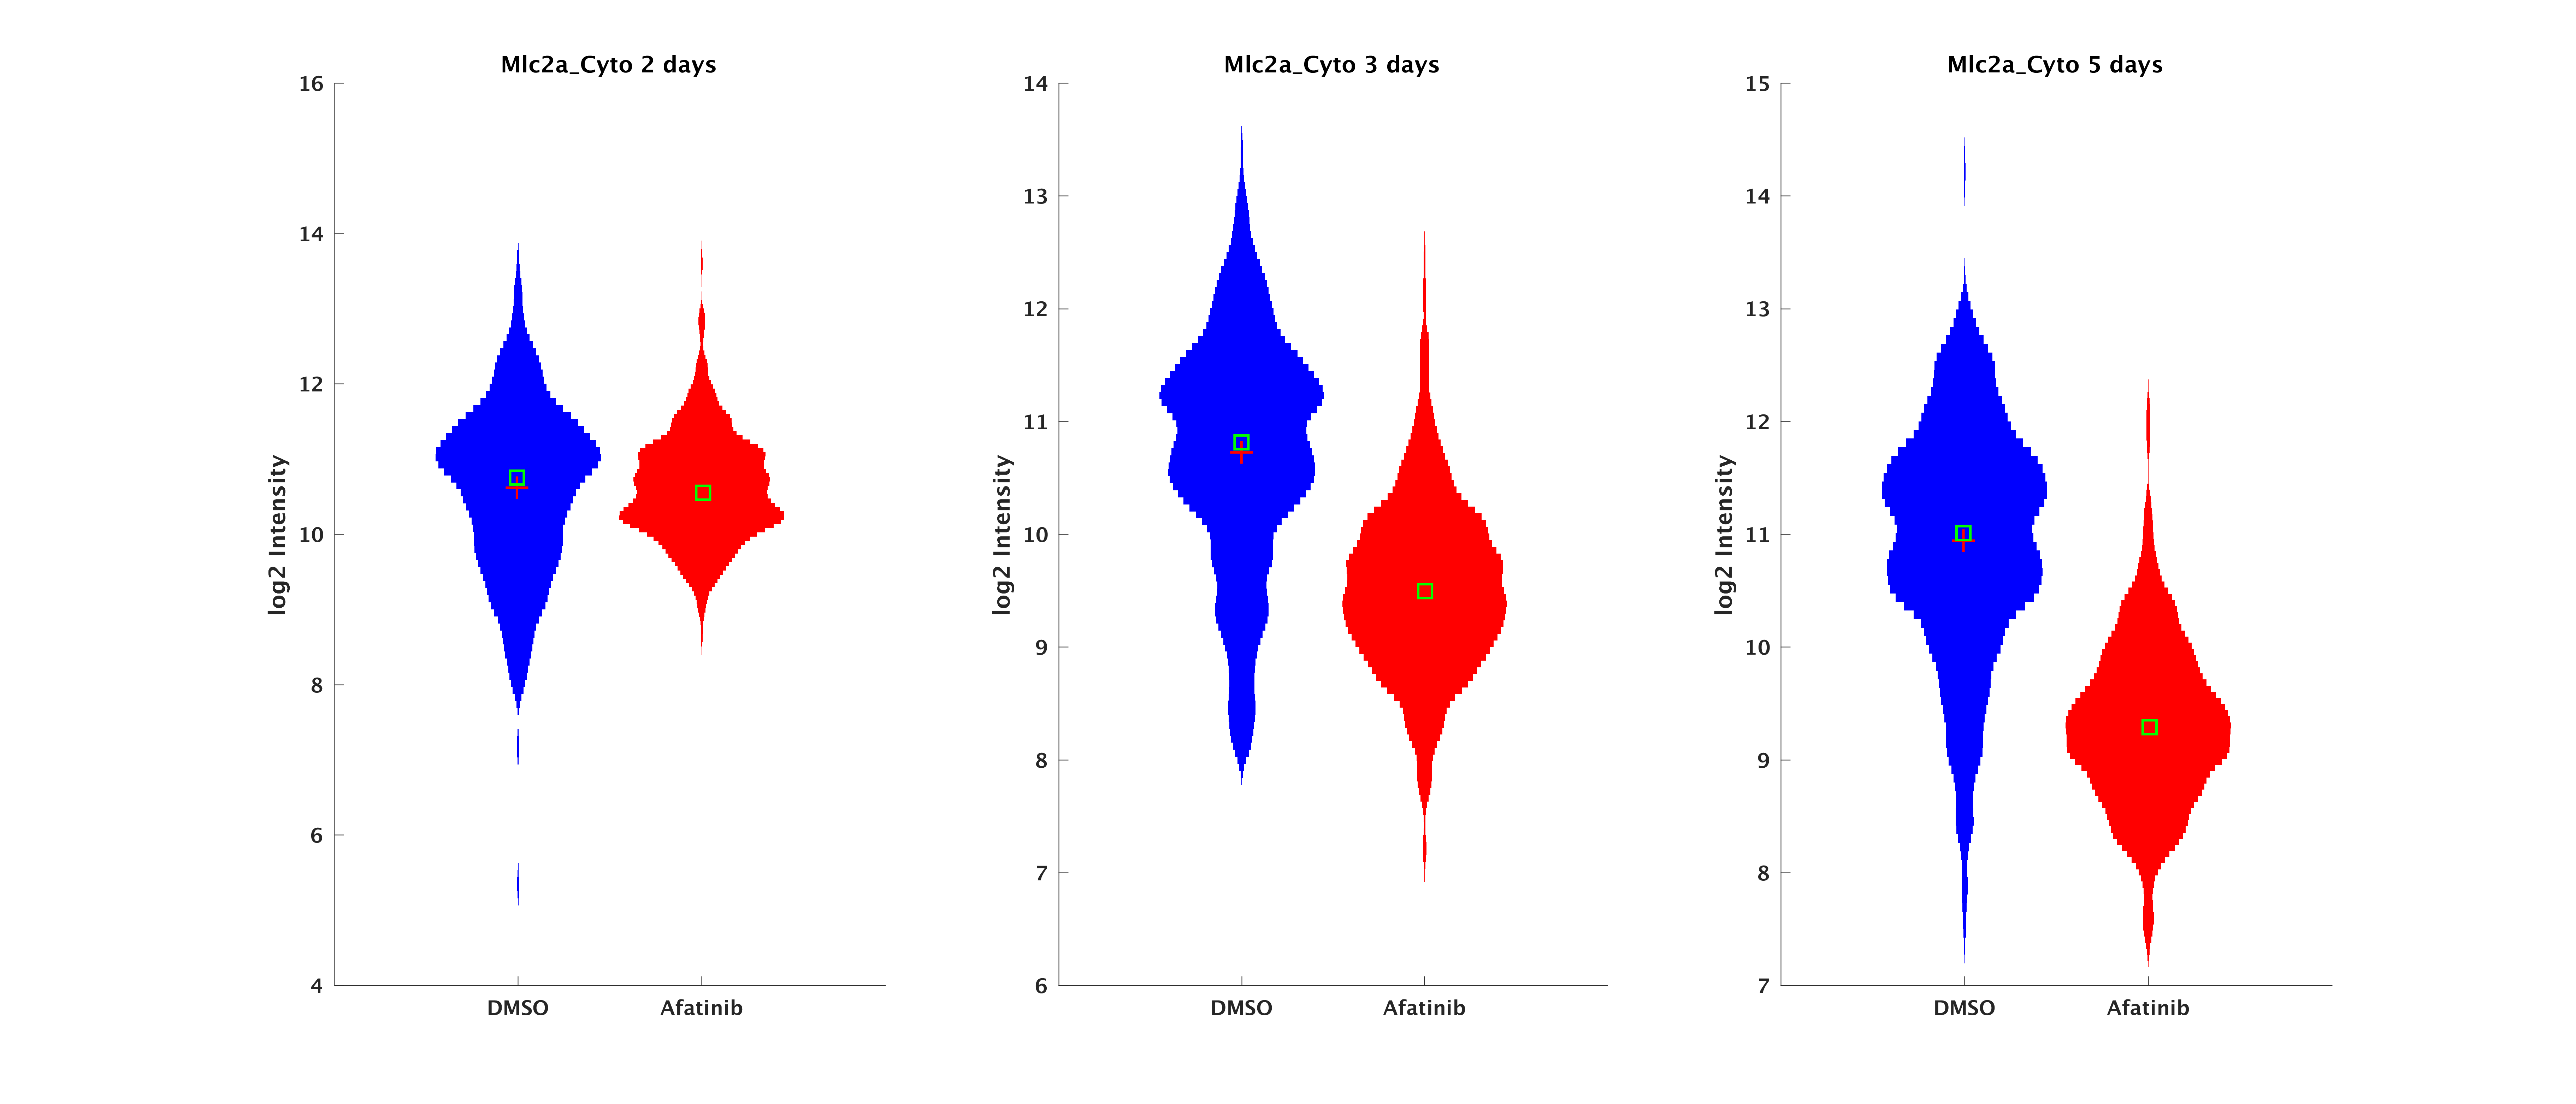 Mlc2a_Cyto 2 days
16
14
12
10
8
6
4
log2 Intensity
DMSO
Afatinib
Mlc2a_Cyto 3 days
14
13
12
11
10
9
8
7
6
log2 Intensity
DMSO
Afatinib
Mlc2a_Cyto 5 days
15
14
13
12
11
10
9
8
7
log2 Intensity
DMSO
Afatinib